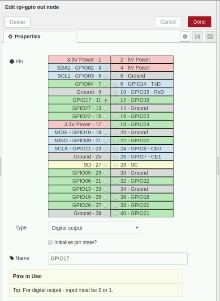 Edit rpi-gpio out node
Delete
Cancel
Done
Properties
Pin
3.3V Power - 1
2 - 5V Power
SDA1 - GPIO02 - 3
4 - 5V Power
SCL1 - GPIO03 - 5
6 - Ground
GPIO04 - 7
8 - GPIO14 - TxD
Ground - 9
10 - GPIO15 - RxD
GPIO17 - 11
12 - GPIO18
GPIO27 - 13
14 - Ground
GPIO22 - 15
16 - GPIO23
3.3V Power - 17
18 - GPIO24
MOSI - GPIO10 - 19
20 - Ground
MISO - GPIO09 - 21
22 - GPIO25
SCLK - GPIO11 - 23
24 - GPIO8 - CE0
Ground - 25
26 - GPIO7 - CE1
SD - 27
28 - SC
GPIO05 - 29
30 - Ground
GPIO06 - 31
32 - GPIO12
GPIO13 - 33
34 - Ground
GPIO19 - 35
36 - GPIO16
GPIO26 - 37
38 - GPIO20
Ground - 39
40 - GPIO21
Type
Digital output
Initialise pin state?
Name
GPIO17
Pins in Use:
Tip: For digital output - input must be 0 or 1.